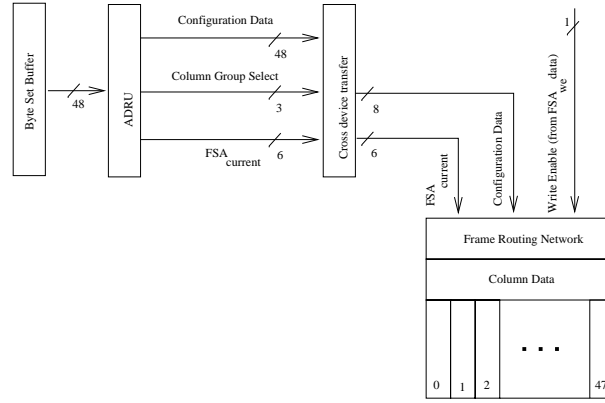 Configuration Data
48
Byte Set Buffer
48
ADRU
Column Group Select
3
FSA current
6
Cross device transfer
8
6
FSA current
Configuration Data
Write Enable (from FSA we data)
1
Frame Routing Network
Column Data
0
1
2
. . .
47